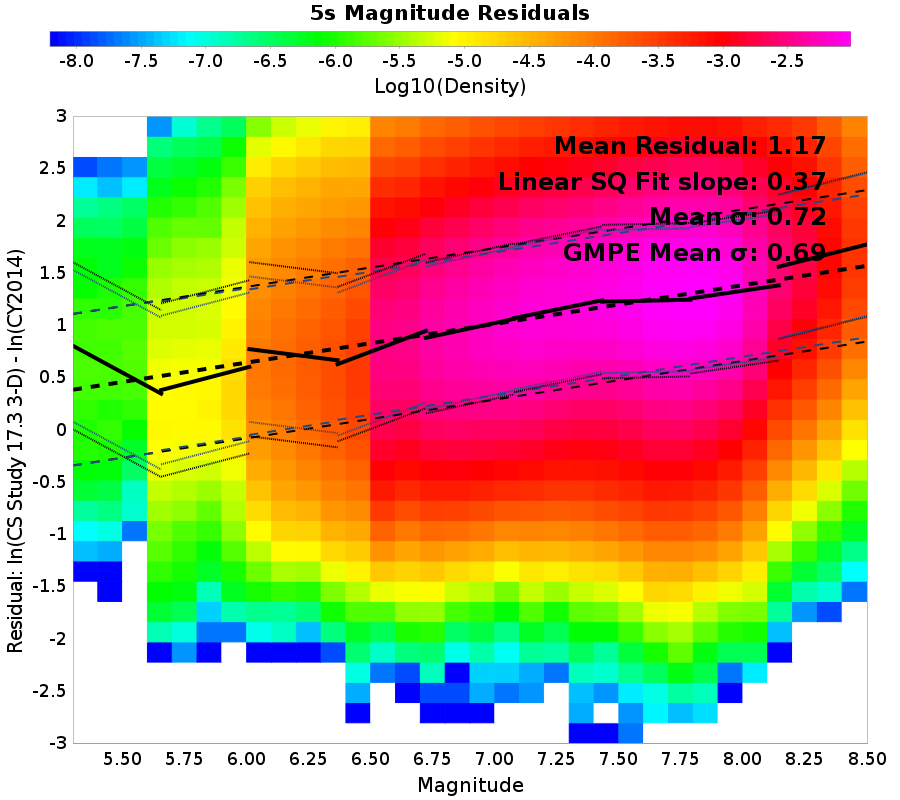 5s Magnitude Residuals
-8.0 -7.5 -7.0 -6.5 -6.0 -5.5 -5.0 -4.5 -4.0 -3.5 -3.0 -2.5
Log10(Density)
Residual: ln(CS Study 17.3 3-D) - ln(CY2014)
3
2.5
2
1.5
1
0.5
0
-0.5
-1
-1.5
-2
-2.5
-3
Mean Residual: 1.17
Linear SQ Fit slope: 0.37
Mean σ: 0.72
GMPE Mean σ: 0.69
5.50 5.75 6.00 6.25 6.50 6.75 7.00 7.25 7.50 7.75 8.00 8.25 8.50
Magnitude